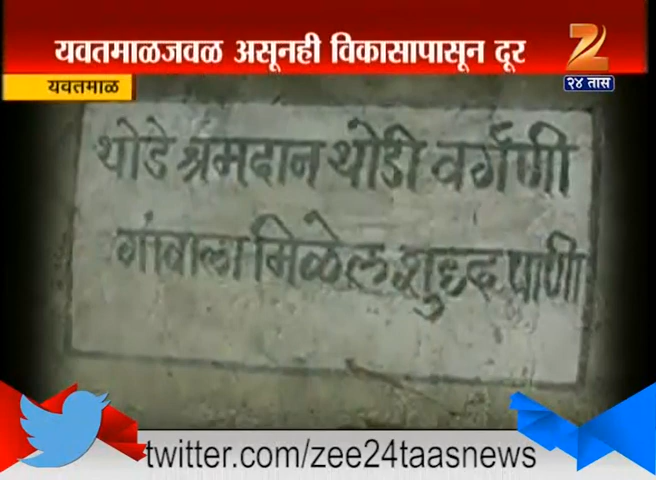 यवतमाळजवळ असूनही विकासापासून दूर
२४ तास
यवतमाळ
थोडे श्रमदान थोडी वर्गणी
गांवाला मिळेल शुध्द पाणी
twitter.com/zee24taasnews